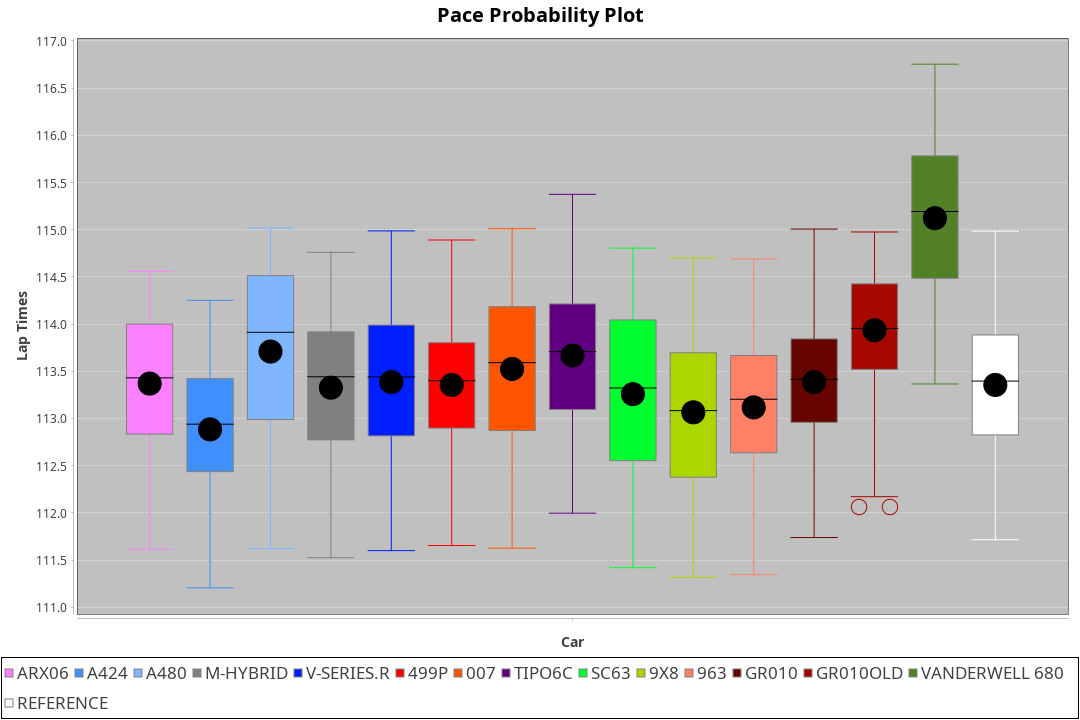 Pace Probability Plot
117.0
116.5
116.0
115.5
115.0
114.5
114.0
113.5
113.0
112.5
112.0
111.5
111.0
Lap Times
Car
ARX06 A424 A480 M-HYBRID V-SERIES.R 499P 007 TIPO6C SC63 9X8 963 GR010 GR010OLD VANDERWELL 680
REFERENCE